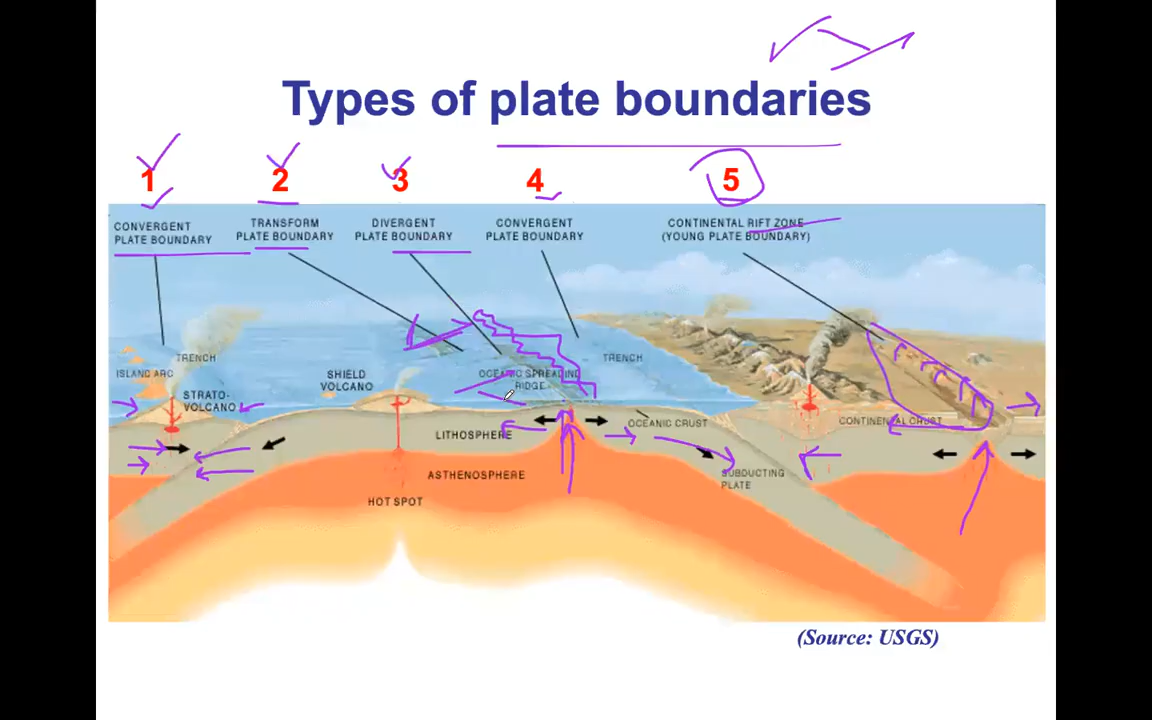 Types of plate boundaries
1 2 3 4 5
CONVERGENT
PLATE BOUNDARY
TRANSFORM
PLATE BOUNDARY
DIVERGENT
PLATE BOUNDARY
CONVERGENT
PLATE BOUNDARY
CONTINENTAL RIFT ZONE
(YOUNG PLATE BOUNDARY)
TRENCH
ISLAND ARC
STRATO-
VOLCANO
SHIELD
VOLCANO
OCEANIC SPREADING
RIDGE
TRENCH
LITHOSPHERE
ASTHENOSPHERE
HOT SPOT
OCEANIC CRUST
SUBDUCTING
PLATE
CONTINENTAL CRUST
(Source: USGS)